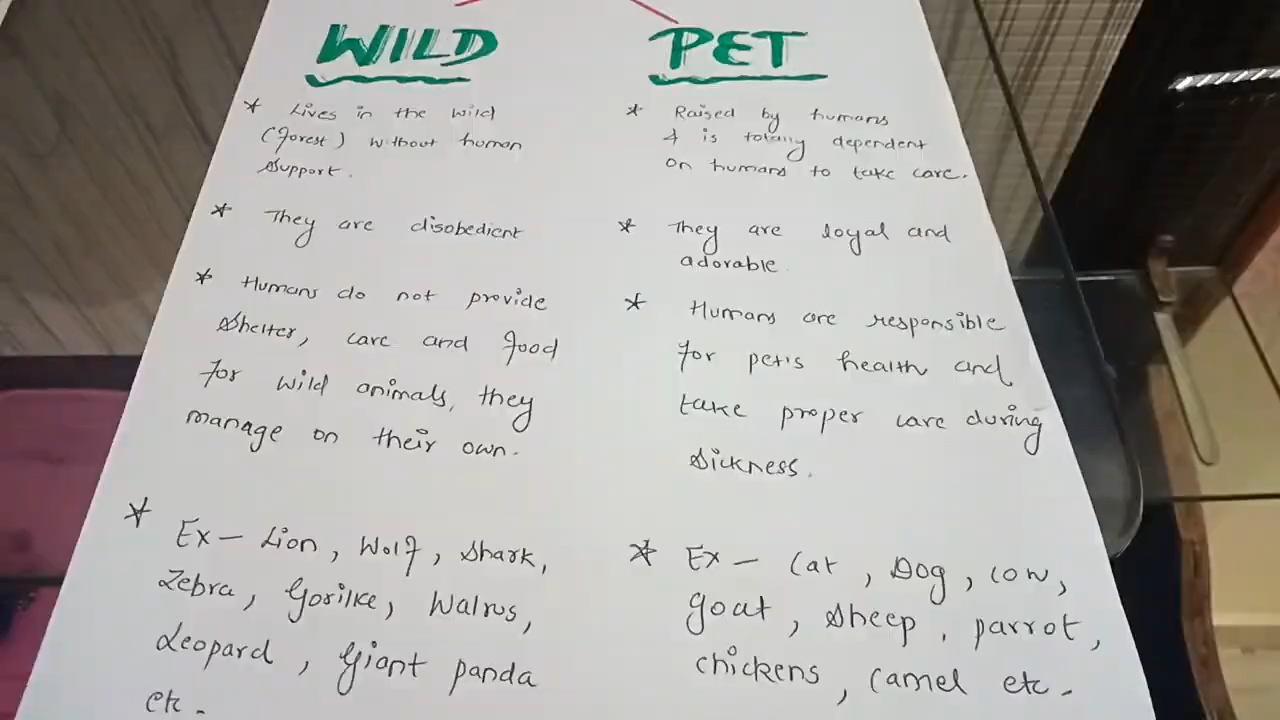 WILD
* Lives in the wild
(forest) without human
support.
* They are disobedient
* Humans do not provide
shelter, care and food
for wild animals, they
manage on their own.
* Ex - Lion, Wolf, Shark,
Zebra, Gorilke, Walrus,
Leopard, Giant panda
etc.
PET
* Raised by humans
& is totally dependent
on humans to take care.
* They are loyal and
adorable.
* Humans are responsible
for pet's health and
take proper care during
sickness.
* Ex - Cat, Dog, Cow,
goat, Sheep, parrot,
chickens, Camel etc.